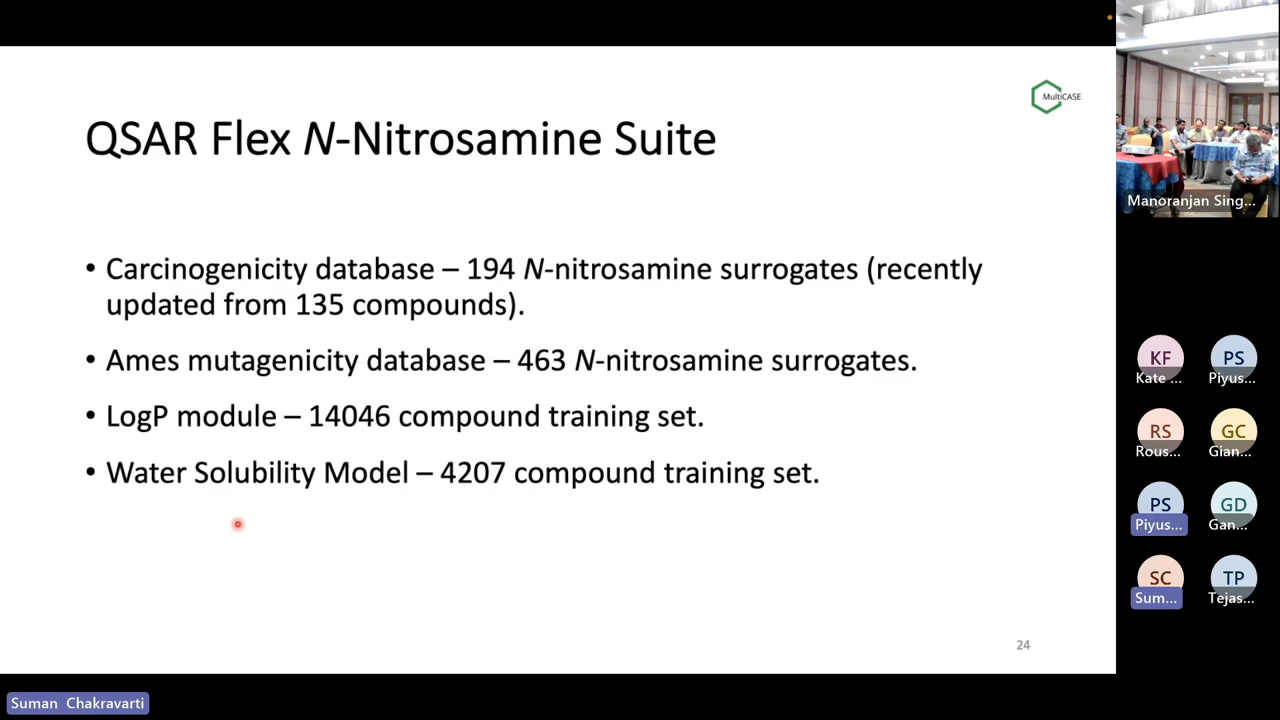 MultiCASE
QSAR Flex N-Nitrosamine Suite
• Carcinogenicity database – 194 N-nitrosamine surrogates (recently
updated from 135 compounds).
• Ames mutagenicity database – 463 N-nitrosamine surrogates.
• LogP module – 14046 compound training set.
• Water Solubility Model – 4207 compound training set.
24
Suman Chakravarti
Manoranjan Sing...
KF
Kate ...
PS
Piyus...
RS
Rous...
GC
Gian...
PS
Piyus...
GD
Gan...
SC
Sum...
TP
Tejas...